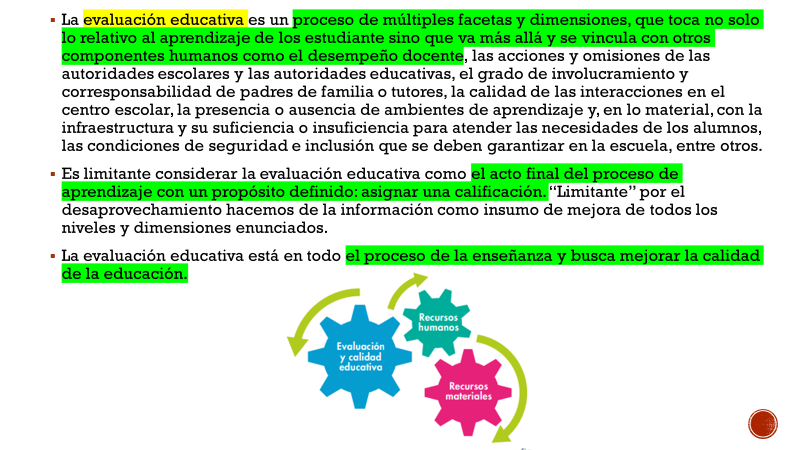 La evaluación educativa es un proceso de múltiples facetas y dimensiones, que toca no solo
lo relativo al aprendizaje de los estudiante sino que va más allá y se vincula con otros
componentes humanos como el desempeño docente, las acciones y omisiones de las
autoridades escolares y las autoridades educativas, el grado de involucramiento y
corresponsabilidad de padres de familia o tutores, la calidad de las interacciones en el
centro escolar, la presencia o ausencia de ambientes de aprendizaje y, en lo material, con la
infraestructura y su suficiencia o insuficiencia para atender las necesidades de los alumnos,
las condiciones de seguridad e inclusión que se deben garantizar en la escuela, entre otros.
Es limitante considerar la evaluación educativa como el acto final del proceso de
aprendizaje con un propósito definido: asignar una calificación. “Limitante” por el
desaprovechamiento hacemos de la información como insumo de mejora de todos los
niveles y dimensiones enunciados.
La evaluación educativa está en todo el proceso de la enseñanza y busca mejorar la calidad
de la educación.
Recursos
humanos
Evaluación
y calidad
educativa
Recursos
materiales